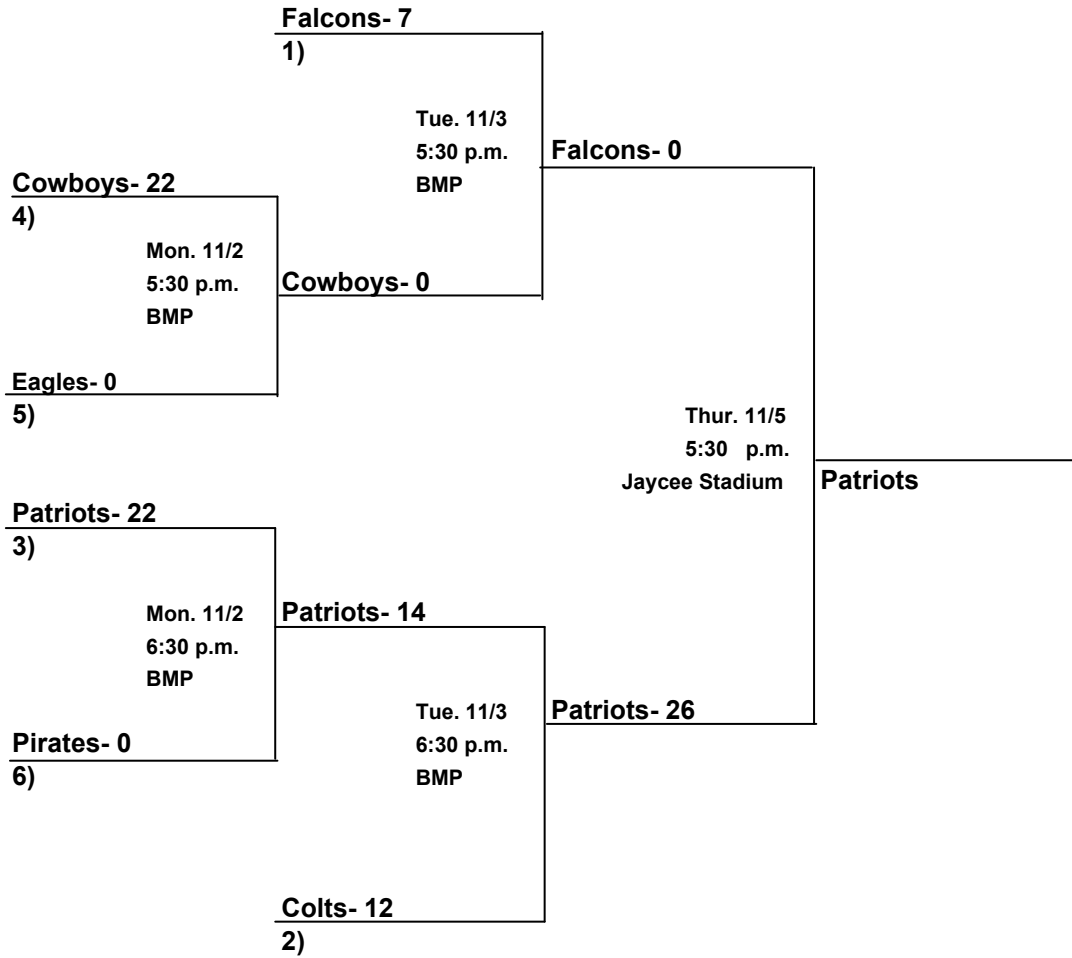 Falcons- 7
1)
Tue. 11/3
5:30 p.m.
BMP
Falcons- 0
Cowboys- 22
4)
Mon. 11/2
5:30 p.m.
BMP
Cowboys- 0
Eagles- 0
5)
Thur. 11/5
5:30 p.m.
Jaycee Stadium
Patriots
Patriots- 22
3)
Mon. 11/2
6:30 p.m.
BMP
Patriots- 14
Tue. 11/3
6:30 p.m.
BMP
Patriots- 26
Pirates- 0
6)
Colts- 12
2)